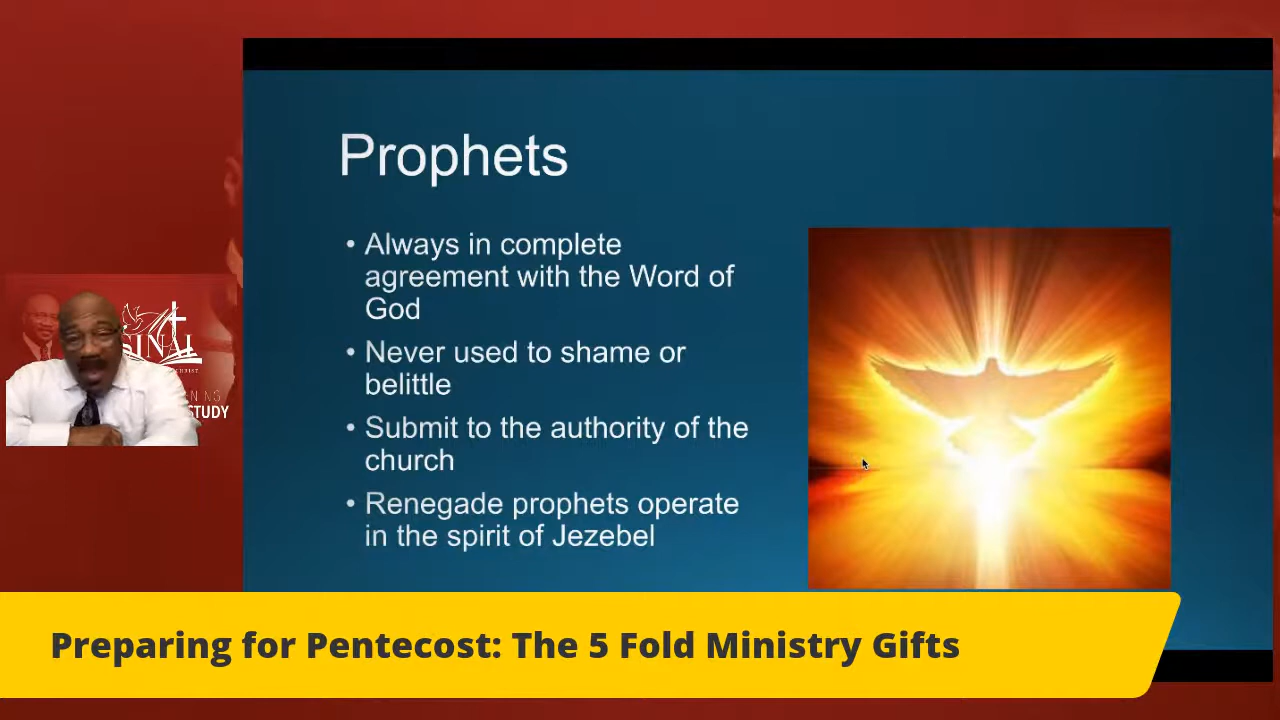 Prophets
• Always in complete
agreement with the Word of
God
• Never used to shame or
belittle
• Submit to the authority of the
church
• Renegade prophets operate
in the spirit of Jezebel
STUDY
Preparing for Pentecost: The 5 Fold Ministry Gifts